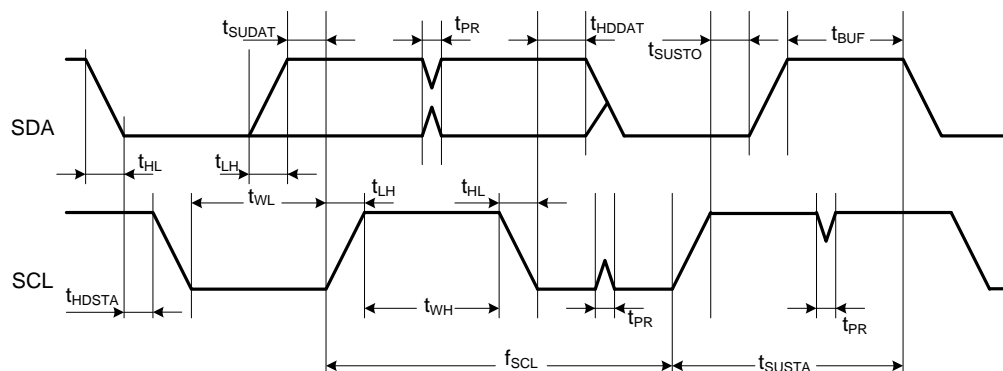 tSUDAT
tPR
tHDDAT
tSUSTO
tBUF
SDA
tHL
tLH
tWL
tLH
tHL
SCL
tHDSTA
tWH
tPR
tPR
fSCL
tSUSTA